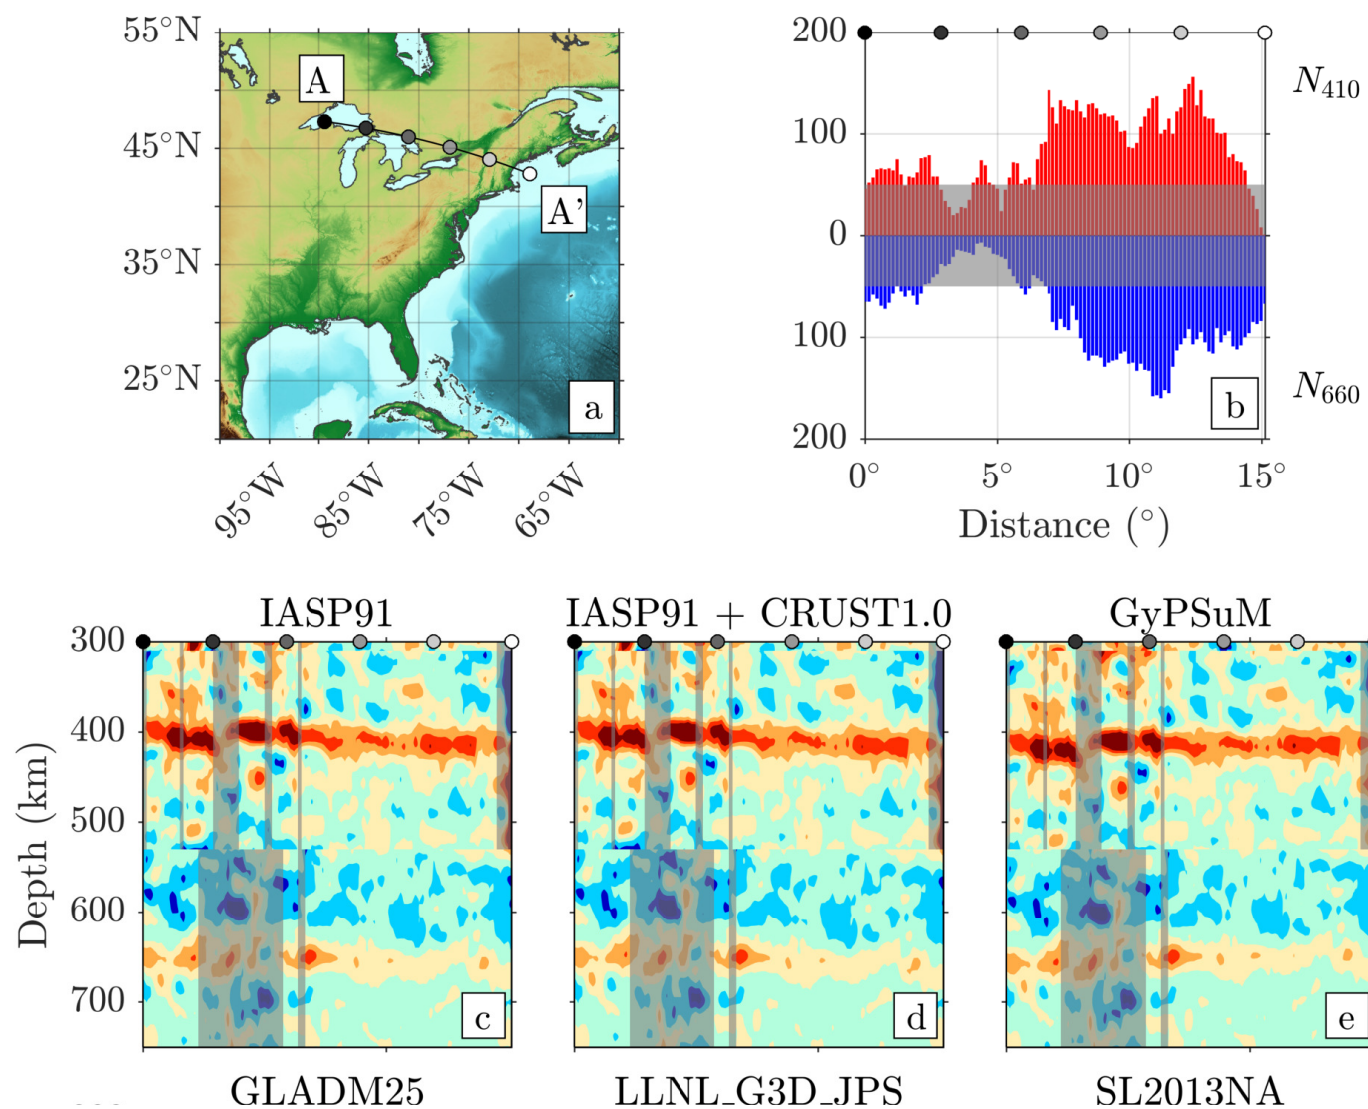 55°N
45°N
35°N
25°N
95°W
85°W
75°W
65°W
A
A'
a
200
100
0
100
200
0°
5°
10°
15°
Distance (°)
N410
N660
b
IASP91
IASP91 + CRUST1.0
GyPSuM
300
400
500
600
700
Depth (km)
c
d
e
GLADM25
LLNL_G3D_JPS
SL2013NA